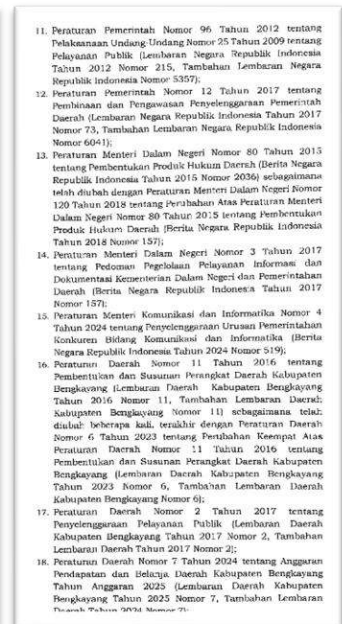 11. Peraturan Pemerintah Nomor 96 Tahun 2012 tentang
Pelaksanaan Undang-Undang Nomor 25 Tahun 2009 tentang
Pelayanan Publik (Lembaran Negara Republik Indonesia
Tahun 2012 Nomor 215, Tambahan Lembaran Negara
Republik Indonesia Nomor 5357);
12. Peraturan Pemerintah Nomor 12 Tahun 2017 tentang
Pembinaan dan Pengawasan Penyelenggaraan Pemerintah
Daerah (Lembaran Negara Republik Indonesia Tahun 2017
Nomor 73, Tambahan Lembaran Negara Republik Indonesia
Nomor 6041);
13. Peraturan Menteri Dalam Negeri Nomor 80 Tahun 2015
tentang Pembentukan Produk Hukum Daerah (Berita Negara
Republik Indonesia Tahun 2015 Nomor 2036) sebagaimana
telah diubah dengan Peraturan Menteri Dalam Negeri Nomor
120 Tahun 2018 tentang Perubahan Atas Peraturan Menteri
Dalam Negeri Nomor 80 Tahun 2015 tentang Pembentukan
Produk Hukum Daerah (Berita Negara Republik Indonesia
Tahun 2018 Nomor 157);
14. Peraturan Menteri Dalam Negeri Nomor 3 Tahun 2017
tentang Pedoman Pegelolaan Pelayanan Informasi dan
Dokumentasi Kementerian Dalam Negeri dan Pemerintahan
Daerah (Berita Negara Republik Indonesia Tahun 2017
Nomor 157);
15. Peraturan Menteri Komunikasi dan Informatika Nomor 4
Tahun 2024 tentang Penyelenggaraan Urusan Pemerintahan
Konkuren Bidang Komunikasi dan Informatika (Berita
Negara Republik Indonesia Tahun 2024 Nomor 519);
16. Peraturan Daerah Nomor 11 Tahun 2016 tentang
Pembentukan dan Susunan Perangkat Daerah Kabupaten
Bengkayang (Lembaran Daerah Kabupaten Bengkayang
Tahun 2016 Nomor 11, Tambahan Lembaran Daerah
Kabupaten Bengkayang Nomor 11) sebagaimana telah
diubah beberapa kali, terakhir dengan Peraturan Daerah
Nomor 6 Tahun 2023 tentang Perubahan Keempat Atas
Peraturan Daerah Nomor 11 Tahun 2016 tentang
Pembentukan dan Susunan Perangkat Daerah Kabupaten
Bengkayang (Lembaran Daerah Kabupaten Bengkayang
Tahun 2023 Nomor 6, Tambahan Lembaran Daerah
Kabupaten Bengkayang Nomor 6);
17. Peraturan Daerah Nomor 2 Tahun 2017 tentang
Penyelenggaraan Pelayanan Publik (Lembaran Daerah
Kabupaten Bengkayang Tahun 2017 Nomor 2, Tambahan
Lembaran Daerah Tahun 2017 Nomor 2);
18. Peraturan Daerah Nomor 7 Tahun 2024 tentang Anggaran
Pendapatan dan Belanja Daerah Kabupaten Bengkayang
Tahun Anggaran 2025 (Lembaran Daerah Kabupaten
Bengkayang Tahun 2025 Nomor 7, Tambahan Lembaran
Daerah Tahun 2024 Nomor 7);